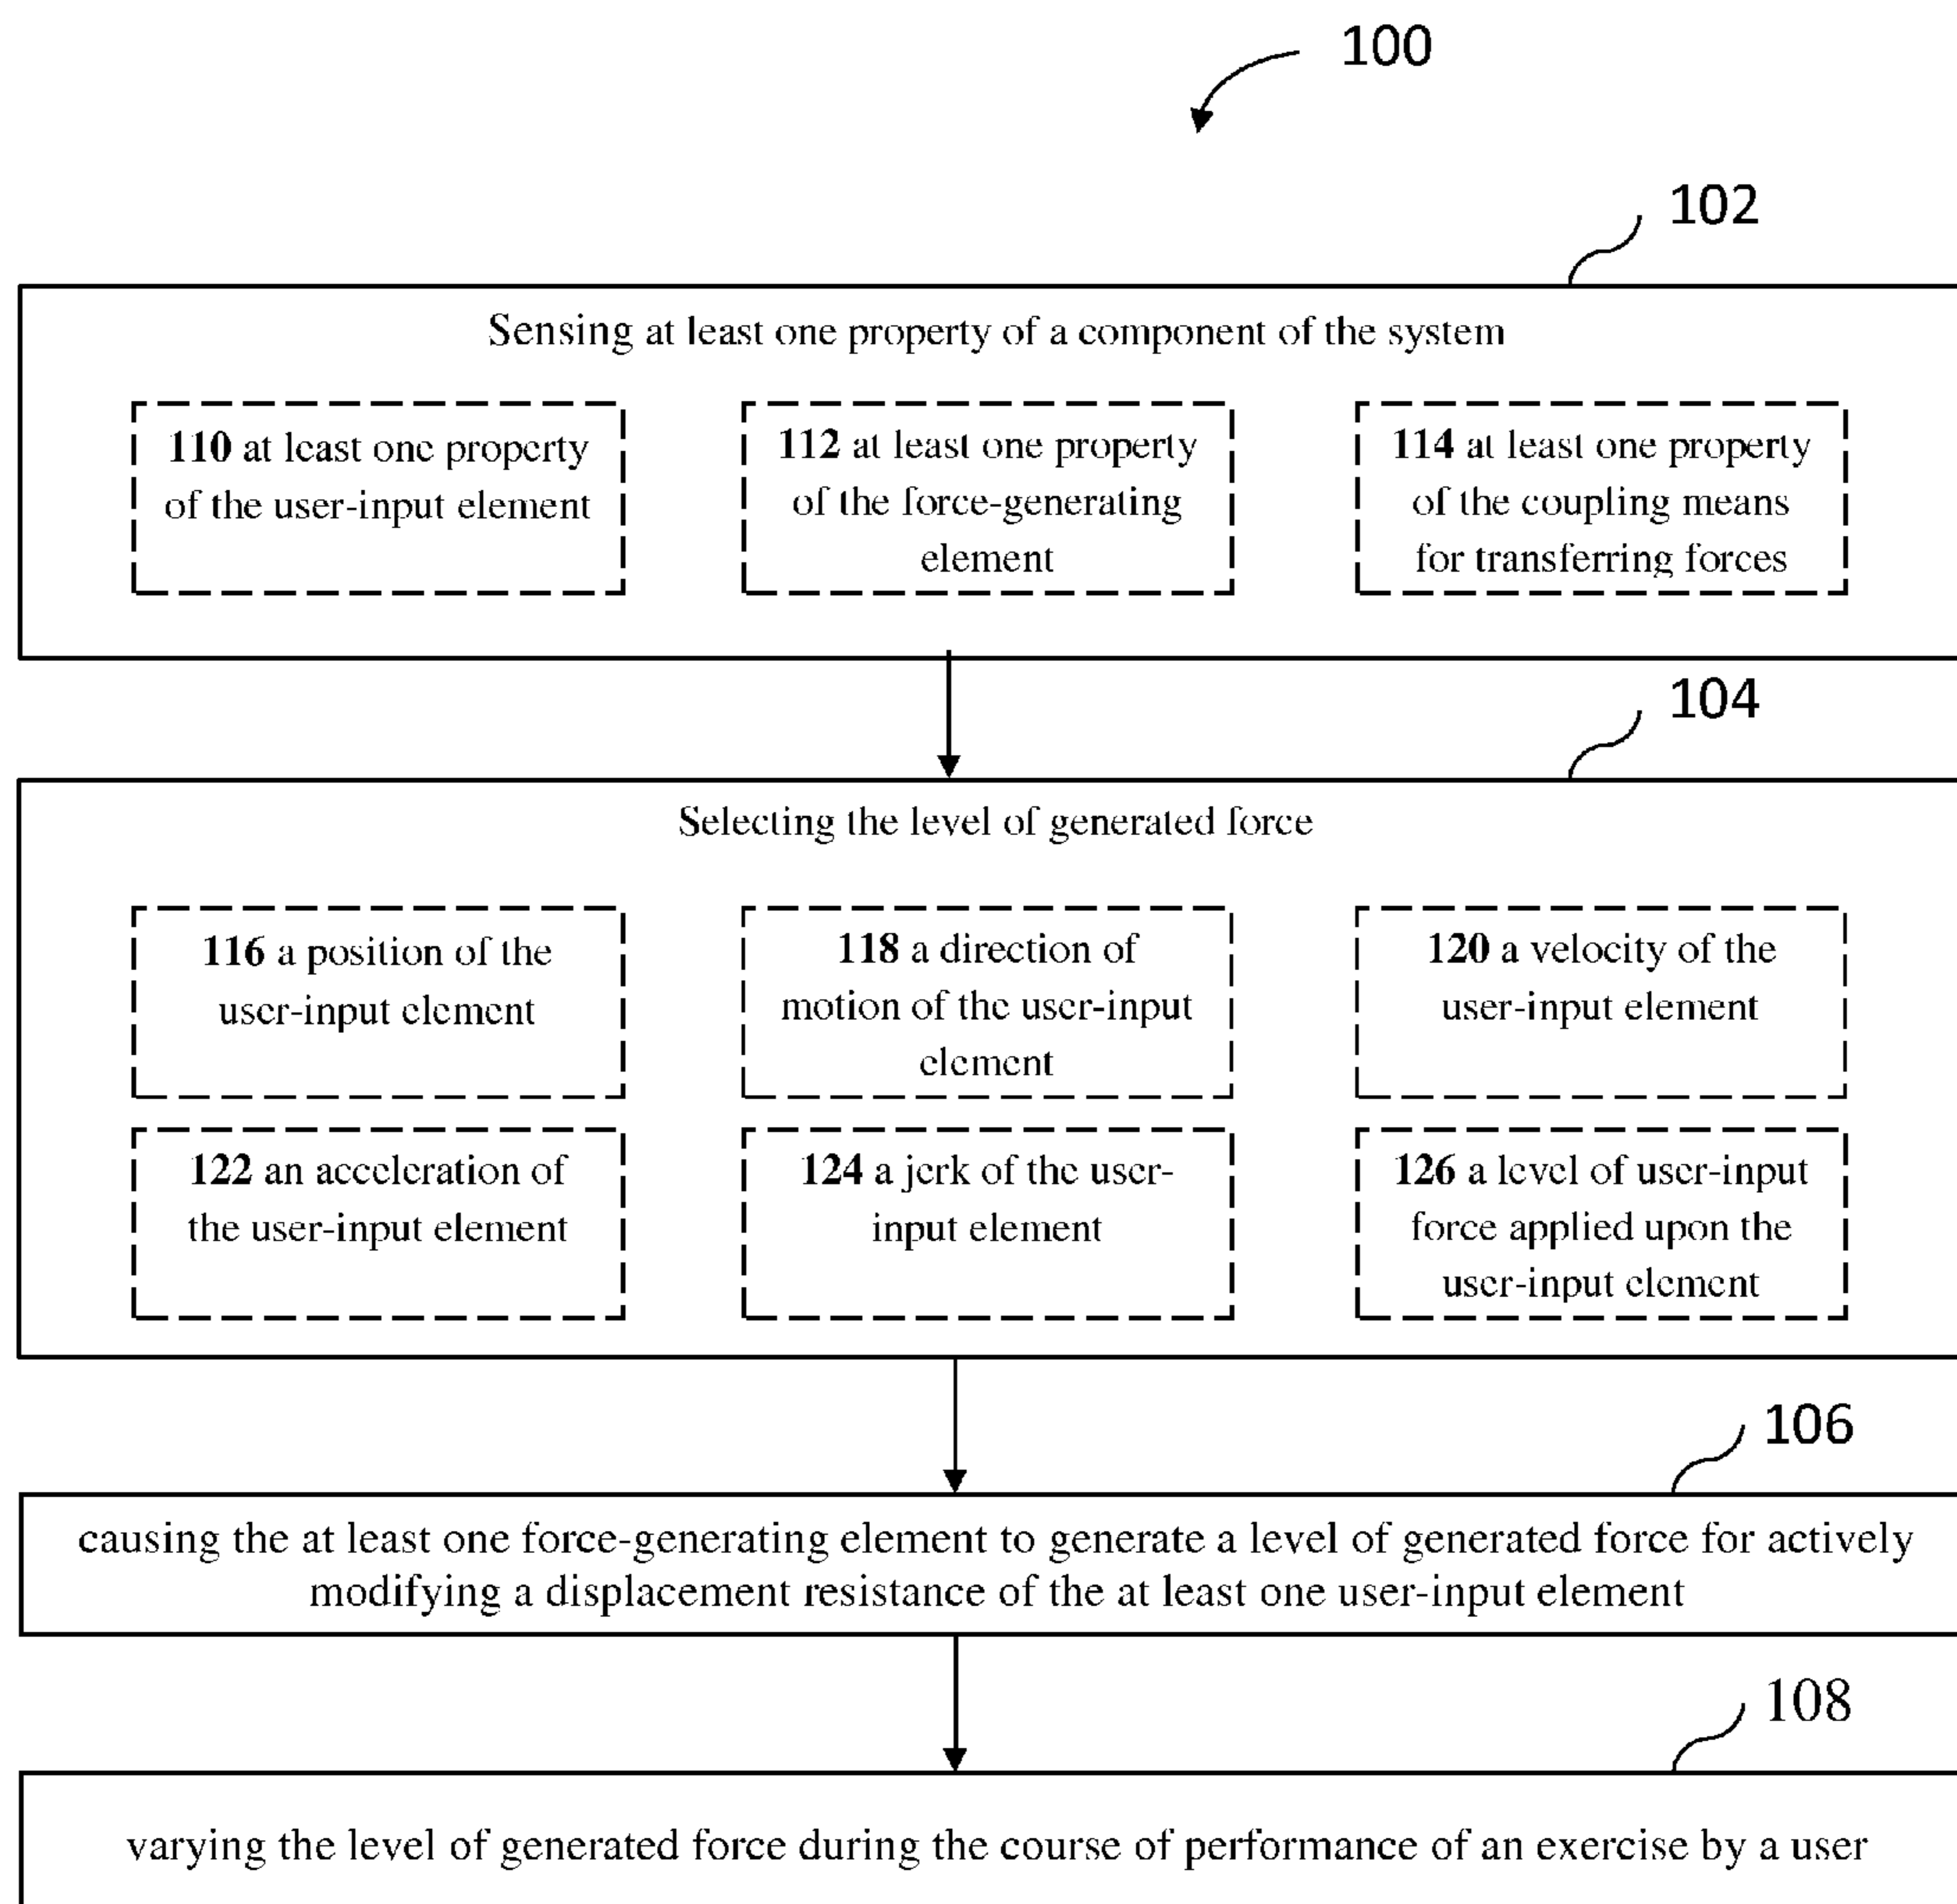 100
102
Sensing at least one property of a component of the system
110 at least one property
of the user-input element
112 at least one property
of the force-generating
element
114 at least one property
of the coupling means
for transferring forces
104
Selecting the level of generated force
116 a position of the
user-input element
118 a direction of
motion of the user-input
element
120 a velocity of the
user-input element
122 an acceleration of
the user-input element
124 a jerk of the user-
input element
126 a level of user-input
force applied upon the
user-input element
106
causing the at least one force-generating element to generate a level of generated force for actively
modifying a displacement resistance of the at least one user-input element
108
varying the level of generated force during the course of performance of an exercise by a user